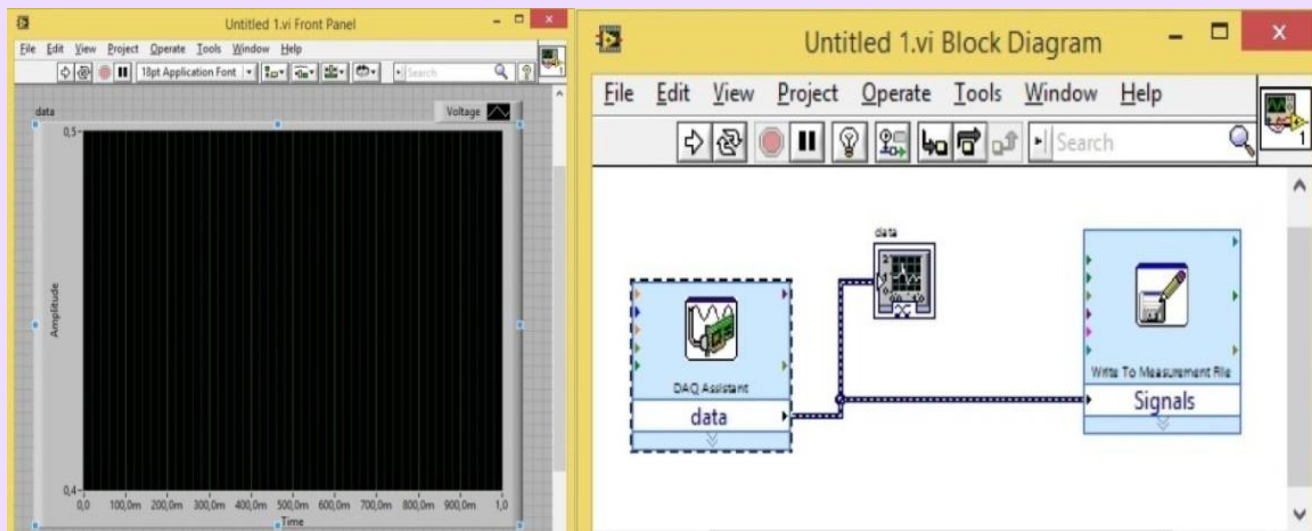 Untitled 1.vi Front Panel
File Edit View Project Operate Tools Window Help
18pt Application Font
Search
1
data
Voltage
0,5
Amplitude
0,4
0,0 100,0m 200,0m 300,0m 400,0m 500,0m 600,0m 700,0m 800,0m 900,0m 1,0
Time
Untitled 1.vi Block Diagram
File Edit View Project Operate Tools Window Help
Search
1
data
DAQ Assistant
data
Write To Measurement File
Signals